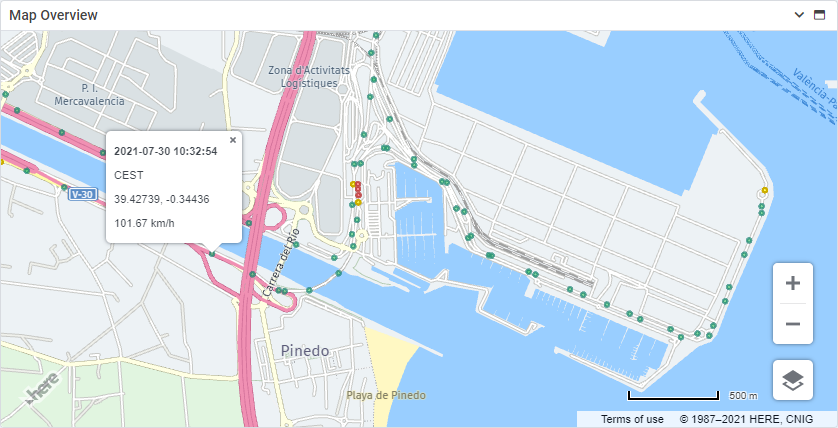 Map Overview
Zona d'Activitats
Logístiques
P. I.
Mercavalencia
València-Pa
×
2021-07-30 10:32:54
CEST
39.42739, -0.34436
101.67 km/h
V-30
Carrera del Río
+
−
Pinedo
here
Playa de Pinedo
500 m
Terms of use © 1987–2021 HERE, CNIG